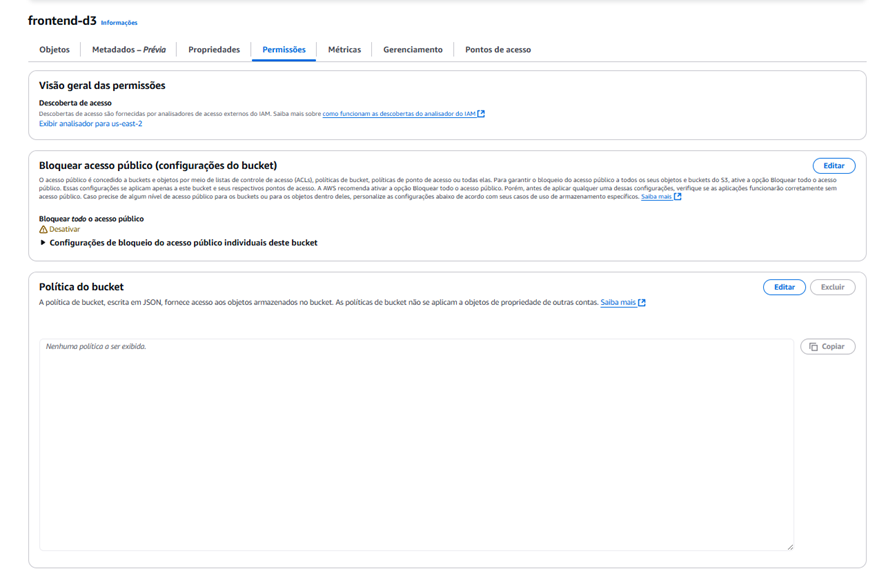 frontend-d3 Informações
Objetos Metadados – Prévia Propriedades Permissões Métricas Gerenciamento Pontos de acesso
Visão geral das permissões
Descoberta de acesso
Descobertas de acesso são fornecidas por analisadores de acesso externos do IAM. Saiba mais sobre como funcionam as descobertas do analisador do IAM
Exibir analisador para us-east-2
Bloquear acesso público (configurações do bucket)
Editar
O acesso público é concedido a buckets e objetos por meio de listas de controle de acesso (ACLs), políticas de bucket, políticas de ponto de acesso ou todas elas. Para garantir o bloqueio do acesso público a todos os seus objetos e buckets do S3, ative a opção Bloquear todo o acesso
público. Essas configurações se aplicam apenas a este bucket e seus respectivos pontos de acesso. A AWS recomenda ativar a opção Bloquear todo o acesso público. Porém, antes de aplicar qualquer uma dessas configurações, verifique se as aplicações funcionarão corretamente sem
acesso público. Caso precise de algum nível de acesso público para os buckets ou para os objetos dentro deles, personalize as configurações abaixo de acordo com seus casos de uso de armazenamento específicos. Saiba mais
Bloquear todo o acesso público
Desativar
Configurações de bloqueio do acesso público individuais deste bucket
Política do bucket
Editar
Excluir
A política de bucket, escrita em JSON, fornece acesso aos objetos armazenados no bucket. As políticas de bucket não se aplicam a objetos de propriedade de outras contas. Saiba mais
Nenhuma política a ser exibida.
Copiar